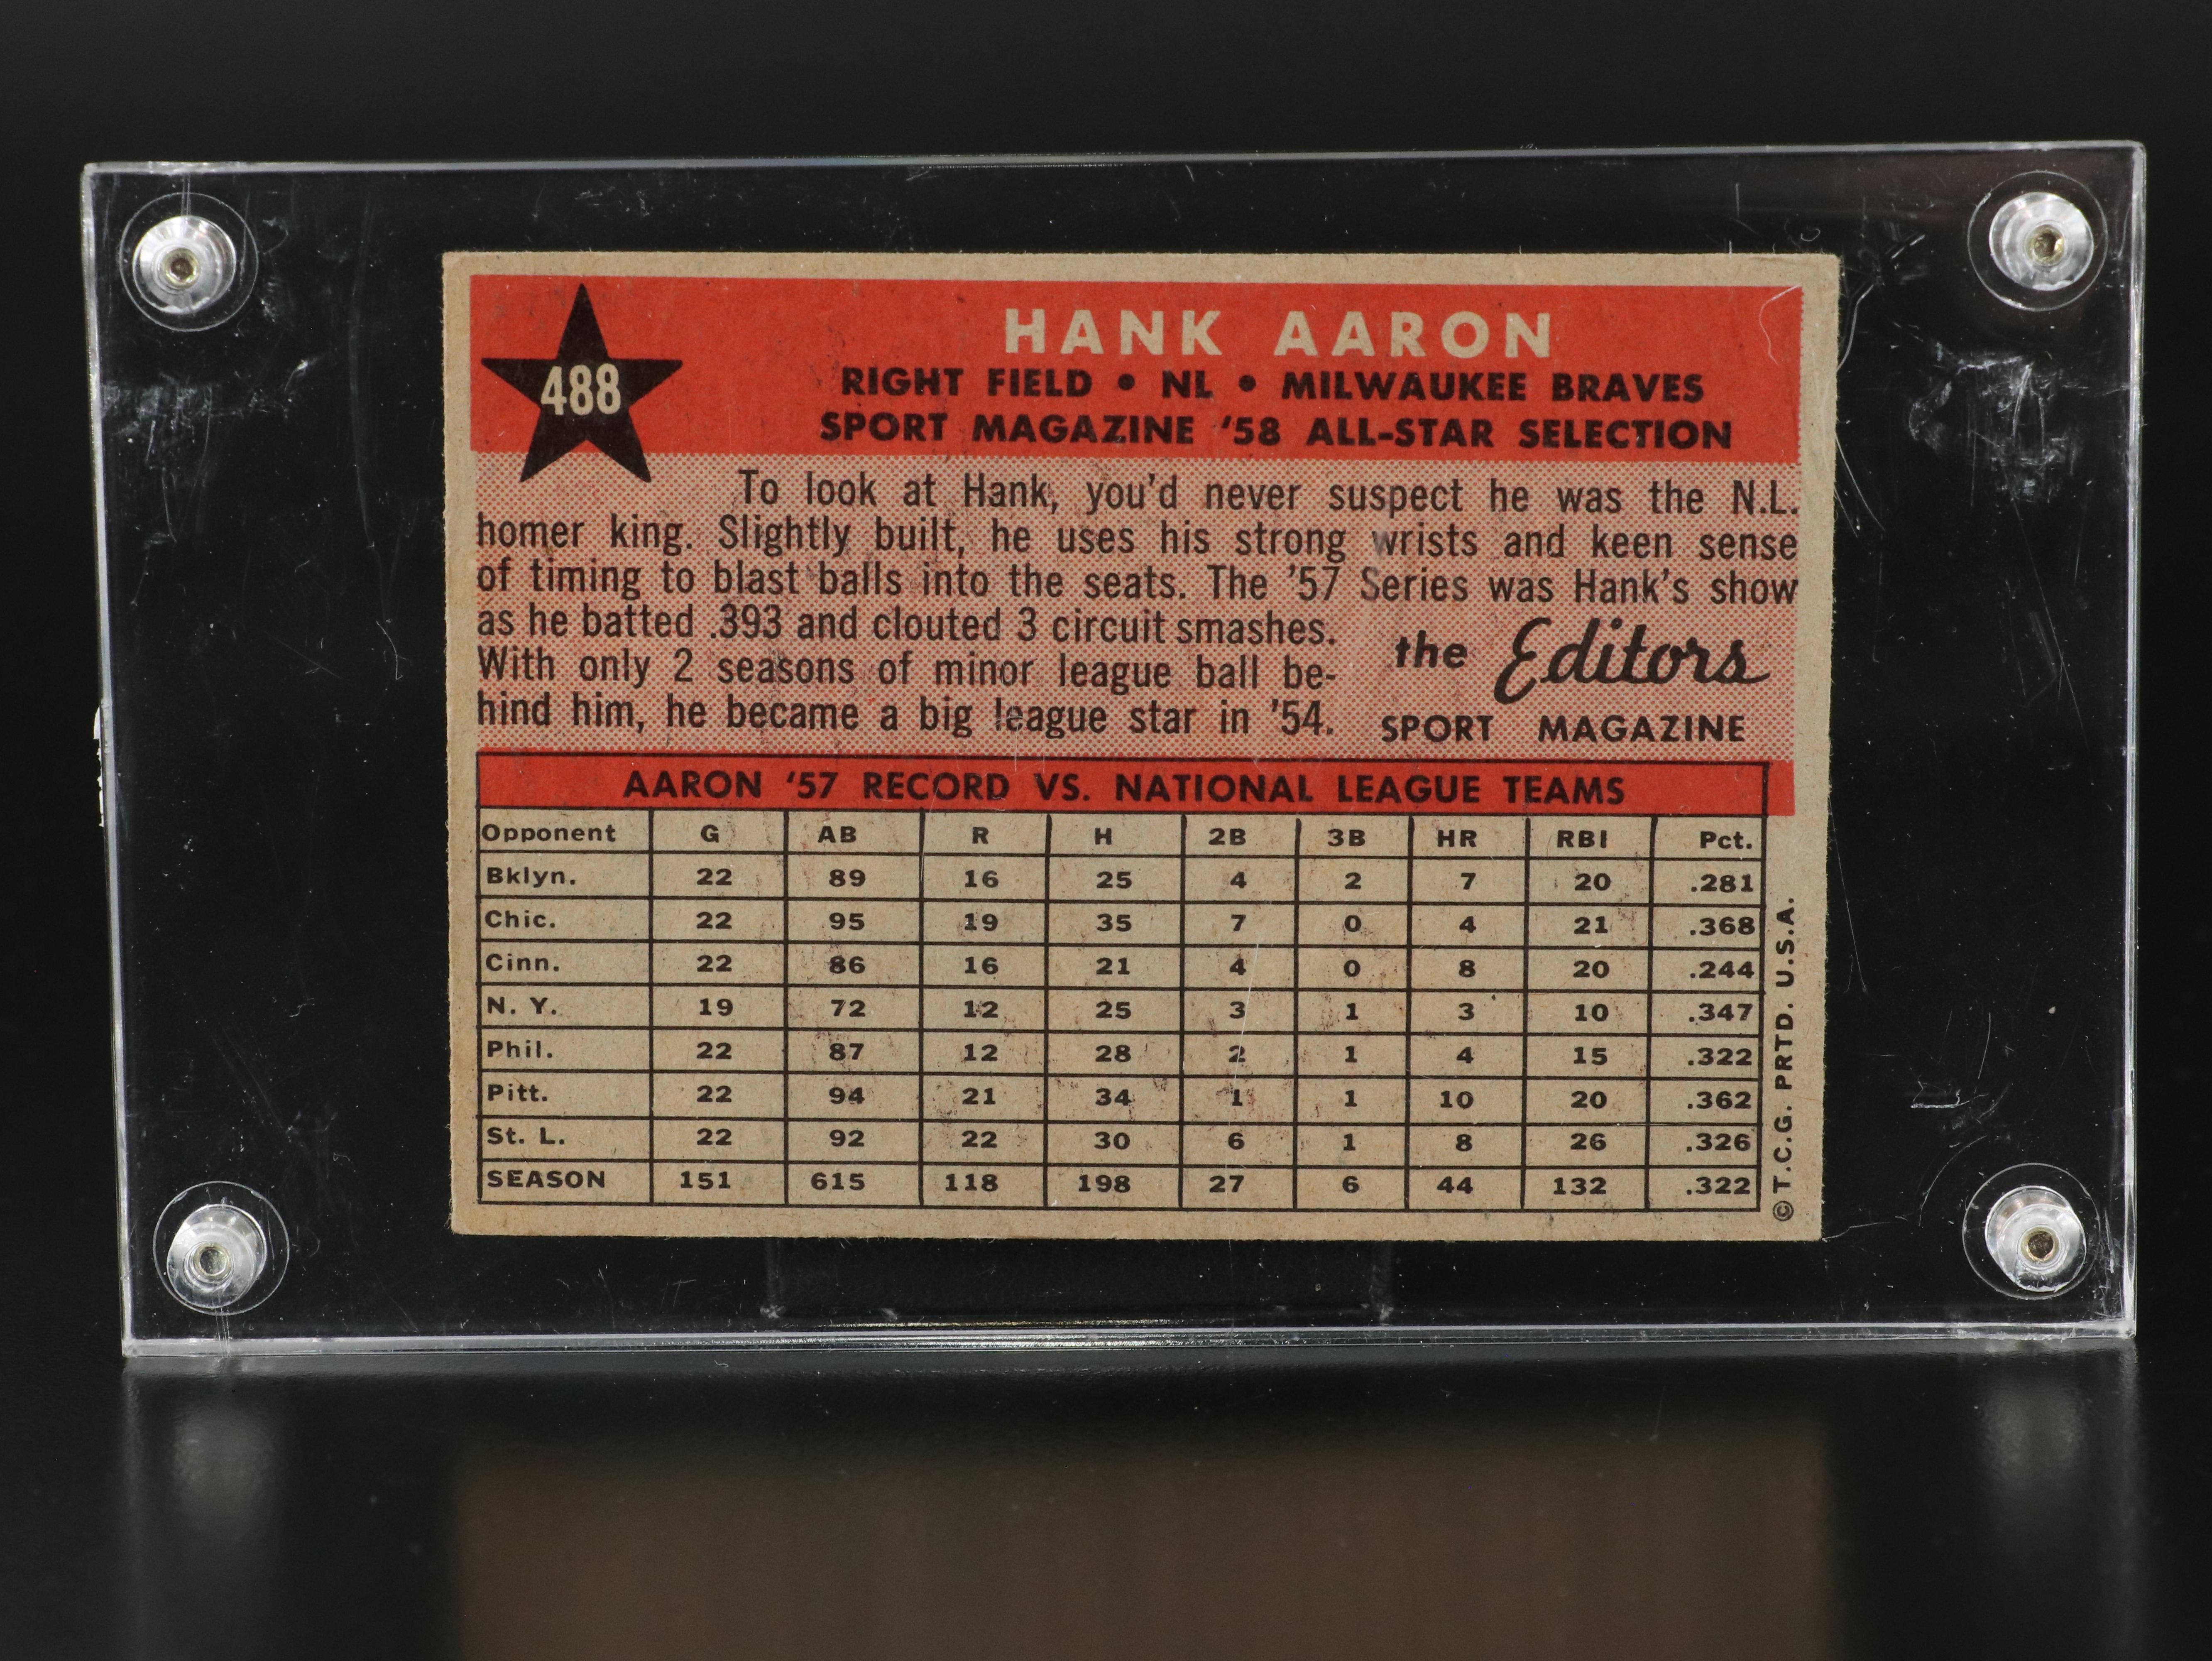 488
HANK AARON
RIGHT FIELD • NL • MILWAUKEE BRAVES
SPORT MAGAZINE '58 ALL-STAR SELECTION
To look at Hank, you'd never suspect he was the N.L.
homer king. Slightly built, he uses his strong wrists and keen sense
of timing to blast balls into the seats. The '57 Series was Hank's show
as he batted .393 and clouted 3 circuit smashes.
With only 2 seasons of minor league ball be-
hind him, he became a big league star in '54.
the Editors
SPORT MAGAZINE
AARON '57 RECORD VS. NATIONAL LEAGUE TEAMS
Opponent G AB R H 2B 3B HR RBI Pct.
Bklyn. 22 89 16 25 4 2 7 20 .281
Chic. 22 95 19 35 7 0 4 21 .368
Cinn. 22 86 16 21 4 0 8 20 .244
N. Y. 19 72 12 25 3 1 3 10 .347
Phil. 22 87 12 28 2 1 4 15 .322
Pitt. 22 94 21 34 1 1 10 20 .362
St. L. 22 92 22 30 6 1 8 26 .326
SEASON 151 615 118 198 27 6 44 132 .322
© T.C.G. PRTD. U.S.A.